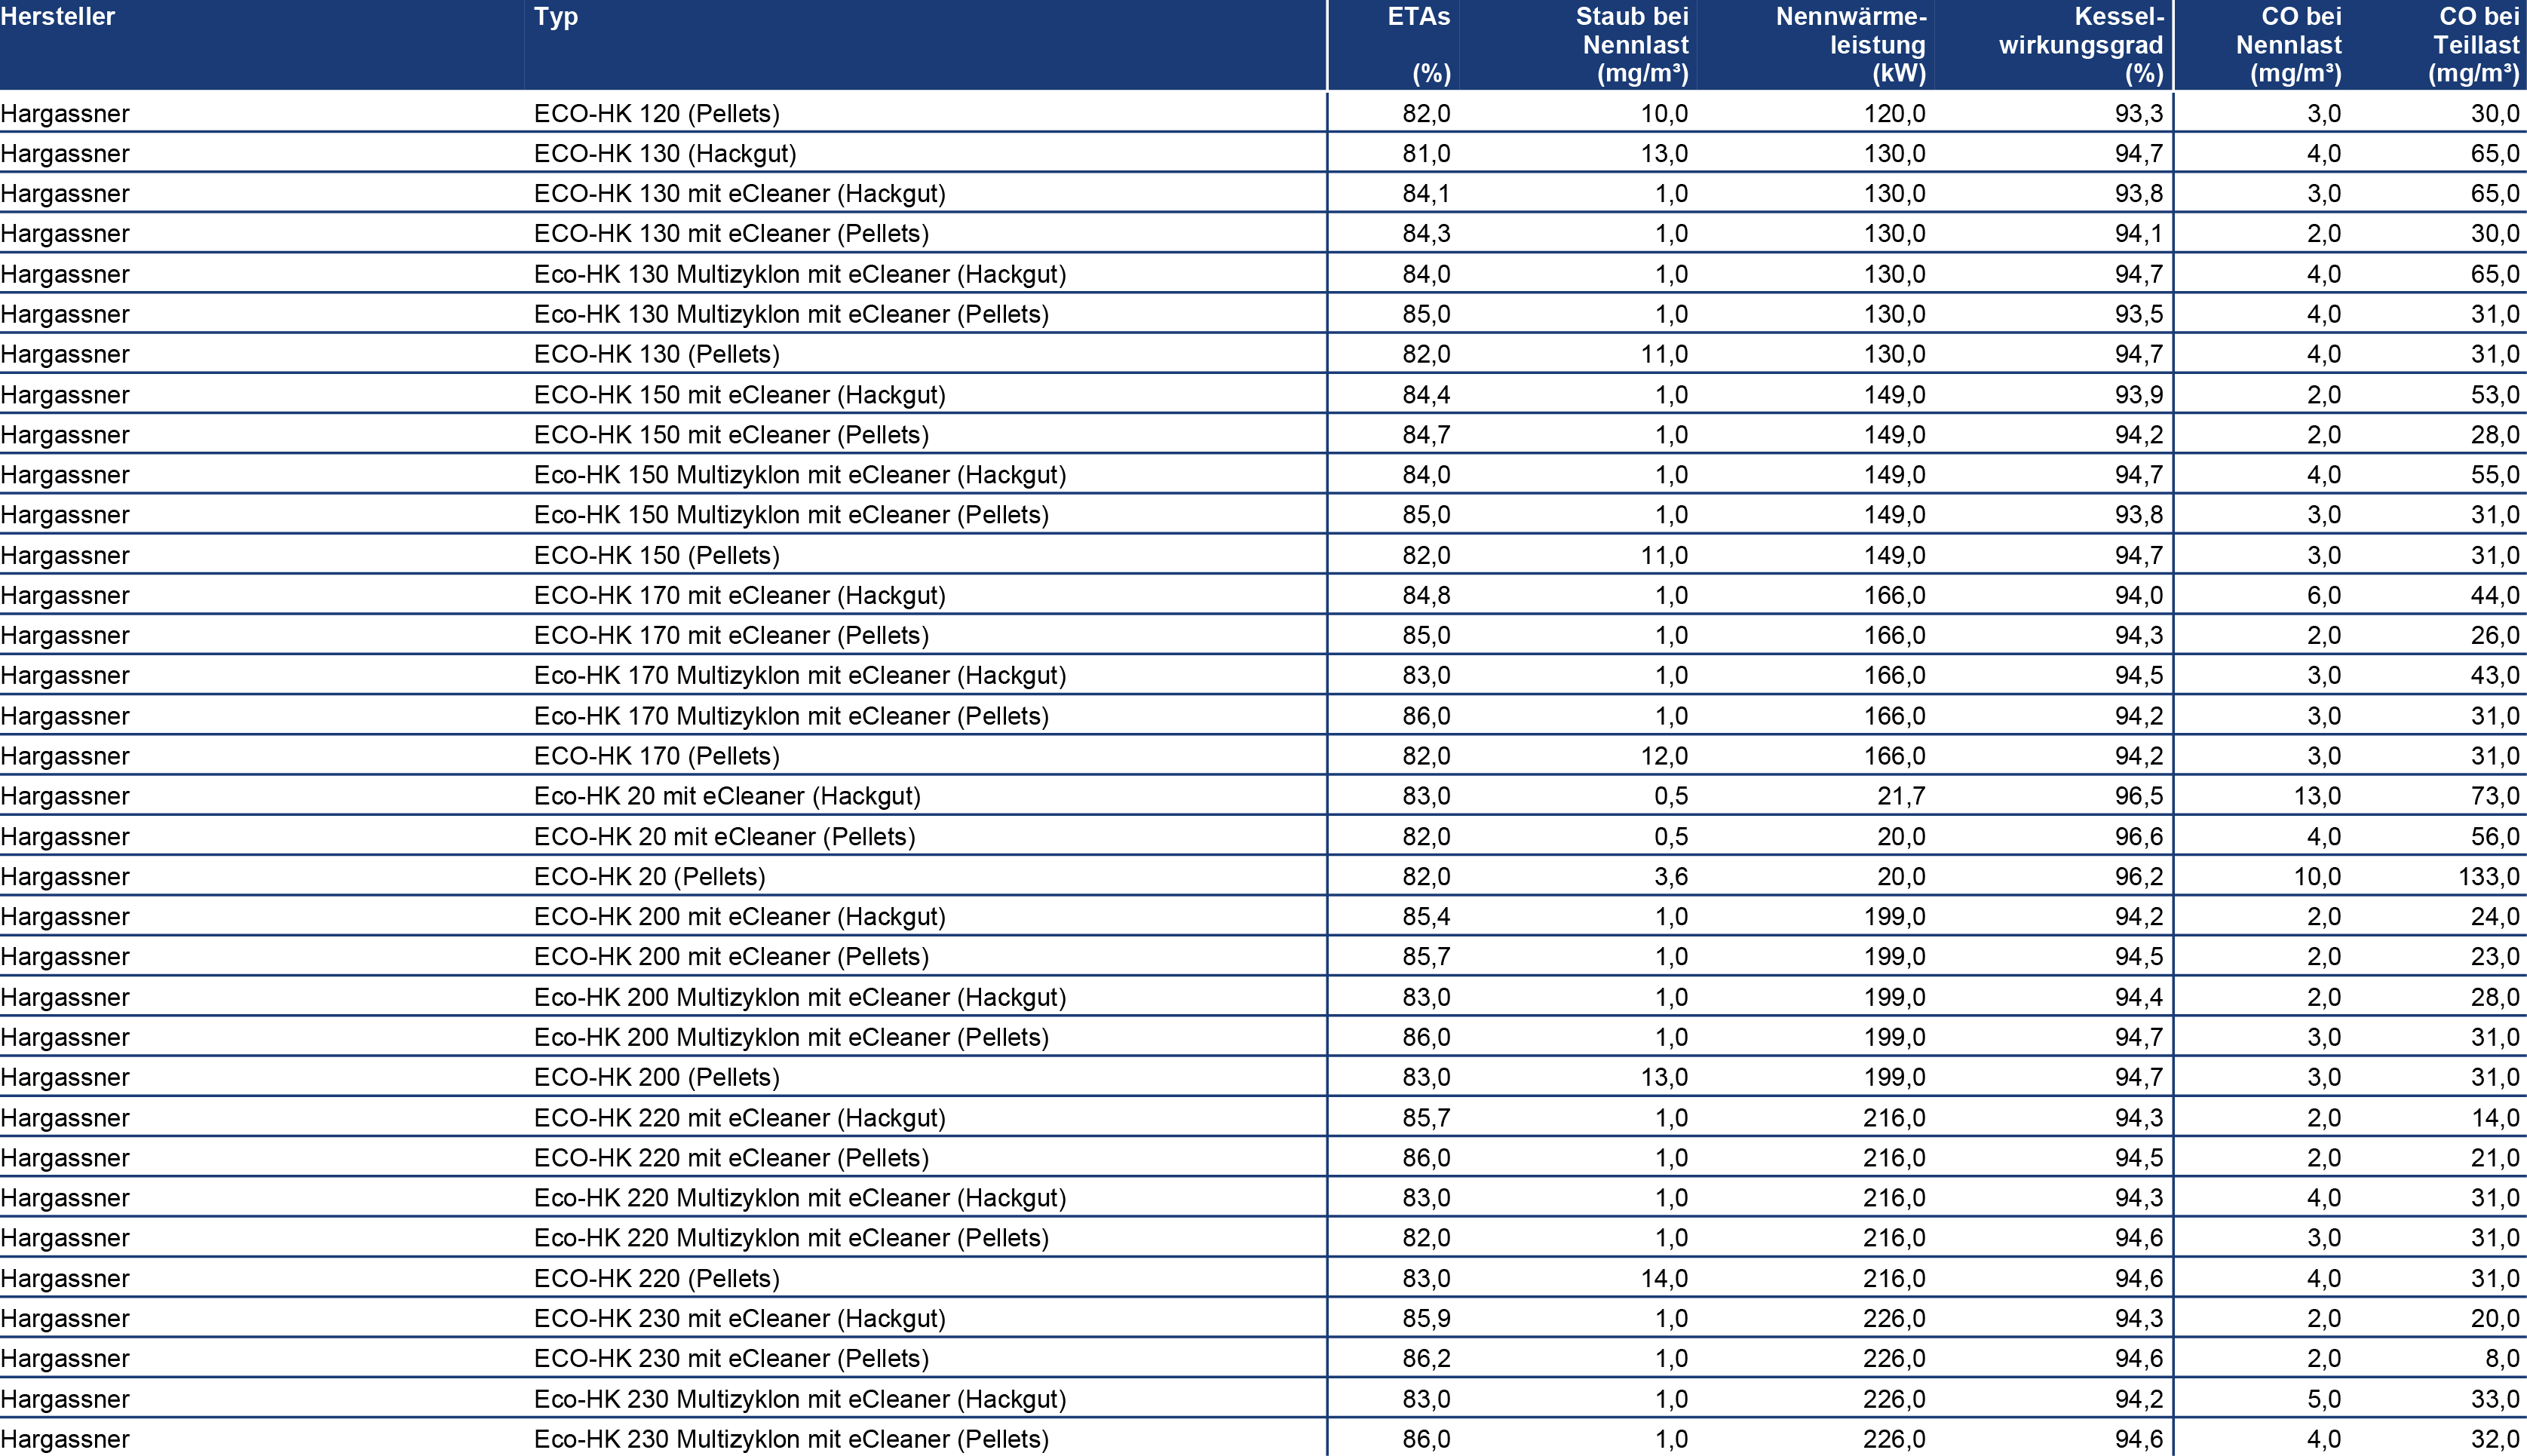 Hersteller Typ ETAs Staub bei Nennwärme- Kessel- CO bei CO bei
Nennlast leistung wirkungsgrad Nennlast Teillast
(%) (mg/m³) (kW) (%) (mg/m³) (mg/m³)
Hargassner ECO-HK 120 (Pellets) 82,0 10,0 120,0 93,3 3,0 30,0
Hargassner ECO-HK 130 (Hackgut) 81,0 13,0 130,0 94,7 4,0 65,0
Hargassner ECO-HK 130 mit eCleaner (Hackgut) 84,1 1,0 130,0 93,8 3,0 65,0
Hargassner ECO-HK 130 mit eCleaner (Pellets) 84,3 1,0 130,0 94,1 2,0 30,0
Hargassner Eco-HK 130 Multizyklon mit eCleaner (Hackgut) 84,0 1,0 130,0 94,7 4,0 65,0
Hargassner Eco-HK 130 Multizyklon mit eCleaner (Pellets) 85,0 1,0 130,0 93,5 4,0 31,0
Hargassner ECO-HK 130 (Pellets) 82,0 11,0 130,0 94,7 4,0 31,0
Hargassner ECO-HK 150 mit eCleaner (Hackgut) 84,4 1,0 149,0 93,9 2,0 53,0
Hargassner ECO-HK 150 mit eCleaner (Pellets) 84,7 1,0 149,0 94,2 2,0 28,0
Hargassner Eco-HK 150 Multizyklon mit eCleaner (Hackgut) 84,0 1,0 149,0 94,7 4,0 55,0
Hargassner Eco-HK 150 Multizyklon mit eCleaner (Pellets) 85,0 1,0 149,0 93,8 3,0 31,0
Hargassner ECO-HK 150 (Pellets) 82,0 11,0 149,0 94,7 3,0 31,0
Hargassner ECO-HK 170 mit eCleaner (Hackgut) 84,8 1,0 166,0 94,0 6,0 44,0
Hargassner ECO-HK 170 mit eCleaner (Pellets) 85,0 1,0 166,0 94,3 2,0 26,0
Hargassner Eco-HK 170 Multizyklon mit eCleaner (Hackgut) 83,0 1,0 166,0 94,5 3,0 43,0
Hargassner Eco-HK 170 Multizyklon mit eCleaner (Pellets) 86,0 1,0 166,0 94,2 3,0 31,0
Hargassner ECO-HK 170 (Pellets) 82,0 12,0 166,0 94,2 3,0 31,0
Hargassner Eco-HK 20 mit eCleaner (Hackgut) 83,0 0,5 21,7 96,5 13,0 73,0
Hargassner ECO-HK 20 mit eCleaner (Pellets) 82,0 0,5 20,0 96,6 4,0 56,0
Hargassner ECO-HK 20 (Pellets) 82,0 3,6 20,0 96,2 10,0 133,0
Hargassner ECO-HK 200 mit eCleaner (Hackgut) 85,4 1,0 199,0 94,2 2,0 24,0
Hargassner ECO-HK 200 mit eCleaner (Pellets) 85,7 1,0 199,0 94,5 2,0 23,0
Hargassner Eco-HK 200 Multizyklon mit eCleaner (Hackgut) 83,0 1,0 199,0 94,4 2,0 28,0
Hargassner Eco-HK 200 Multizyklon mit eCleaner (Pellets) 86,0 1,0 199,0 94,7 3,0 31,0
Hargassner ECO-HK 200 (Pellets) 83,0 13,0 199,0 94,7 3,0 31,0
Hargassner ECO-HK 220 mit eCleaner (Hackgut) 85,7 1,0 216,0 94,3 2,0 14,0
Hargassner ECO-HK 220 mit eCleaner (Pellets) 86,0 1,0 216,0 94,5 2,0 21,0
Hargassner Eco-HK 220 Multizyklon mit eCleaner (Hackgut) 83,0 1,0 216,0 94,3 4,0 31,0
Hargassner Eco-HK 220 Multizyklon mit eCleaner (Pellets) 82,0 1,0 216,0 94,6 3,0 31,0
Hargassner ECO-HK 220 (Pellets) 83,0 14,0 216,0 94,6 4,0 31,0
Hargassner ECO-HK 230 mit eCleaner (Hackgut) 85,9 1,0 226,0 94,3 2,0 20,0
Hargassner ECO-HK 230 mit eCleaner (Pellets) 86,2 1,0 226,0 94,6 2,0 8,0
Hargassner Eco-HK 230 Multizyklon mit eCleaner (Hackgut) 83,0 1,0 226,0 94,2 5,0 33,0
Hargassner Eco-HK 230 Multizyklon mit eCleaner (Pellets) 86,0 1,0 226,0 94,6 4,0 32,0